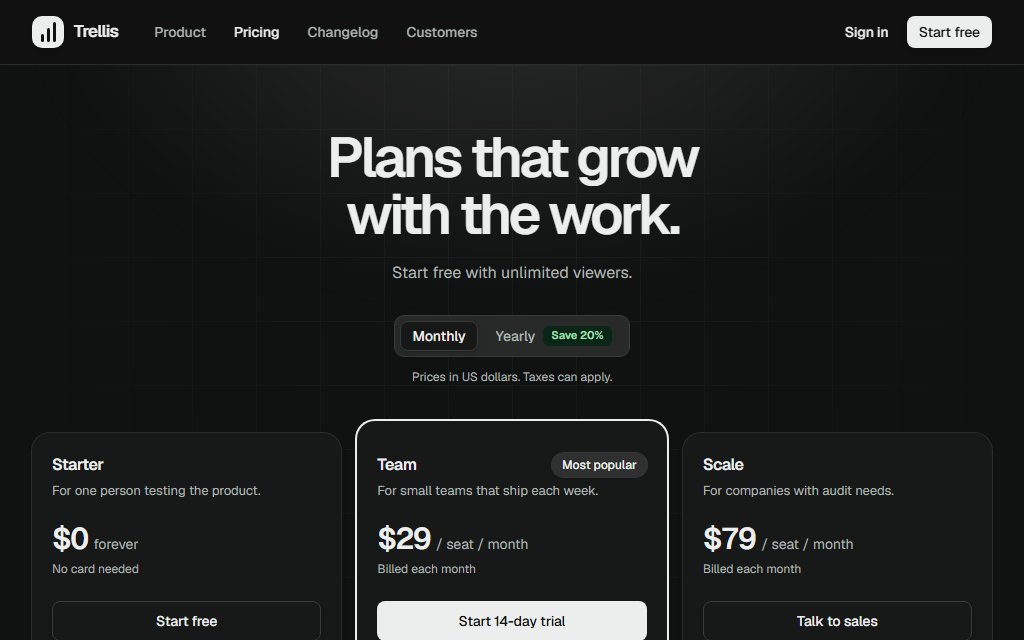 Trellis
Product
Pricing
Changelog
Customers
Sign in
Start free
Plans that grow
with the work.
Start free with unlimited viewers.
Monthly
Yearly Save 20%
Prices in US dollars. Taxes can apply.
Starter
For one person testing the product.
$0 forever
No card needed
Start free
Team
Most popular
For small teams that ship each week.
$29 / seat / month
Billed each month
Start 14-day trial
Scale
For companies with audit needs.
$79 / seat / month
Billed each month
Talk to sales